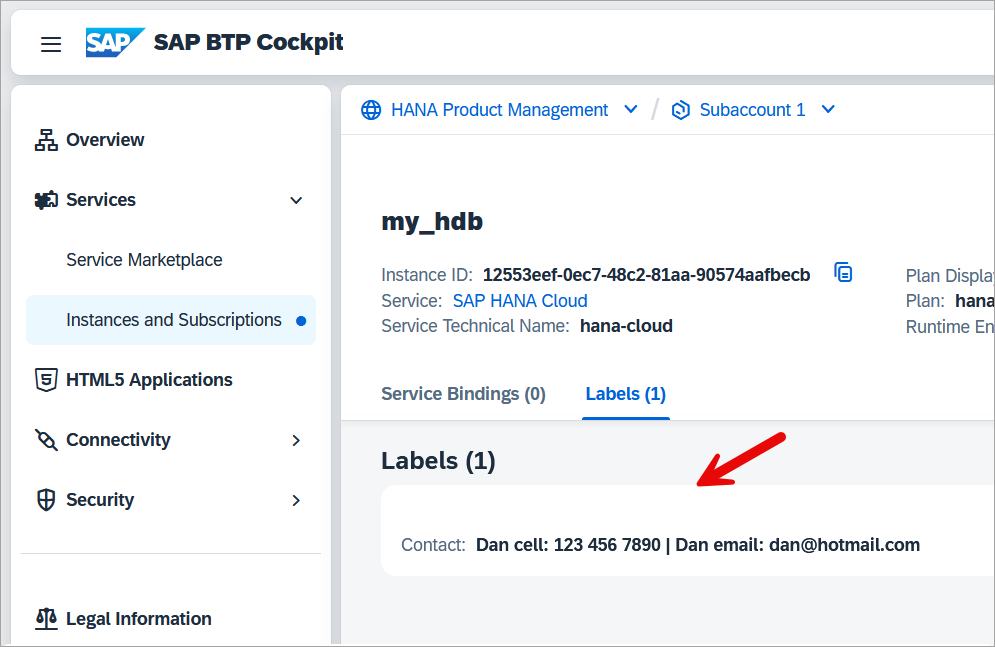 SAP SAP BTP Cockpit
Overview
Services
Service Marketplace
Instances and Subscriptions
HTML5 Applications
Connectivity
Security
Legal Information
HANA Product Management / Subaccount 1
my_hdb
Instance ID: 12553eef-0ec7-48c2-81aa-90574aafbecb
Service: SAP HANA Cloud
Service Technical Name: hana-cloud
Plan Displa
Plan: hana
Runtime En
Service Bindings (0) Labels (1)
Labels (1)
Contact: Dan cell: 123 456 7890 | Dan email: dan@hotmail.com